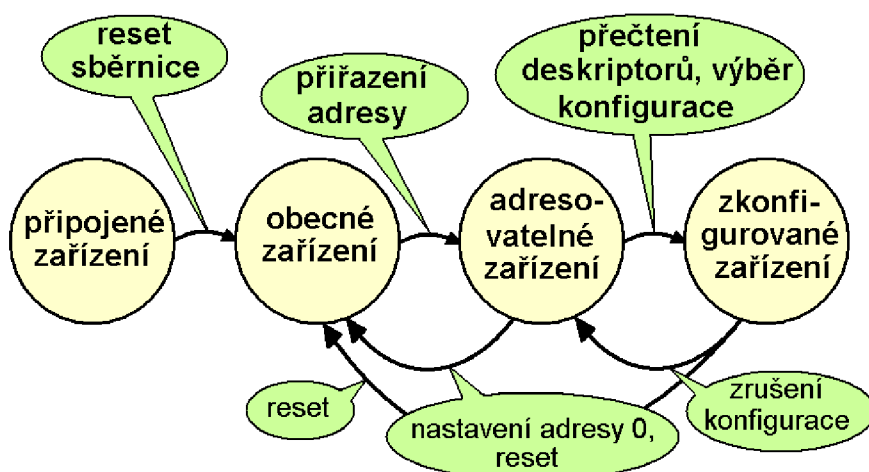 reset
sběrnice
přiřazení
adresy
přečtení
deskriptorů, výběr
konfigurace
připojené
zařízení
obecné
zařízení
adreso-
vatelné
zařízení
zkonfi-
gurované
zařízení
reset
nastavení adresy 0,
reset
zrušení
konfigurace